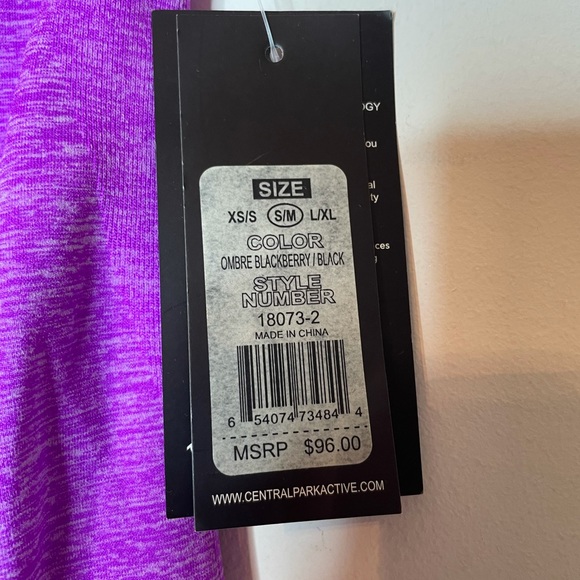 SIZE
XS/S S/M L/XL
COLOR
OMBRE BLACKBERRY / BLACK
STYLE
NUMBER
18073-2
MADE IN CHINA
6 54074 73484 4
MSRP $96.00
WWW.CENTRALPARKACTIVE.COM